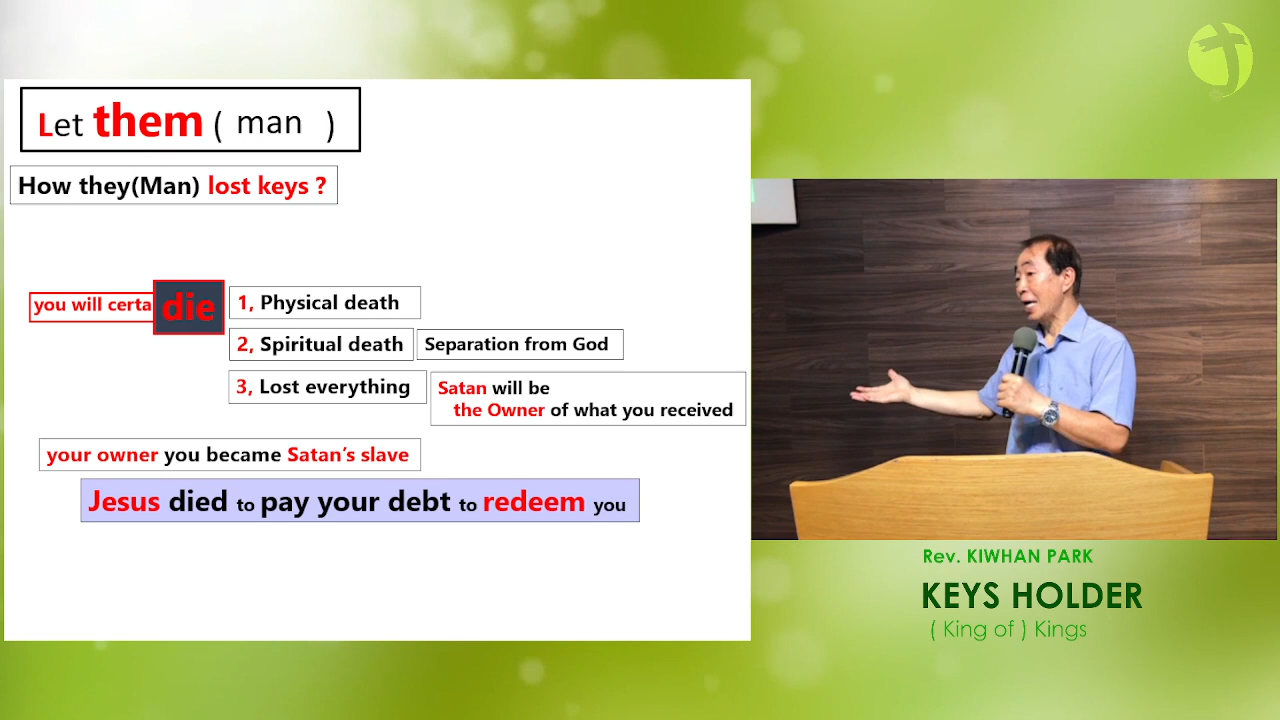 Let them ( man )
How they(Man) lost keys ?
you will certa die
1, Physical death
2, Spiritual death Separation from God
3, Lost everything
Satan will be
the Owner of what you received
your owner you became Satan’s slave
Jesus died to pay your debt to redeem you
Rev. KIWHAN PARK
KEYS HOLDER
( King of ) Kings